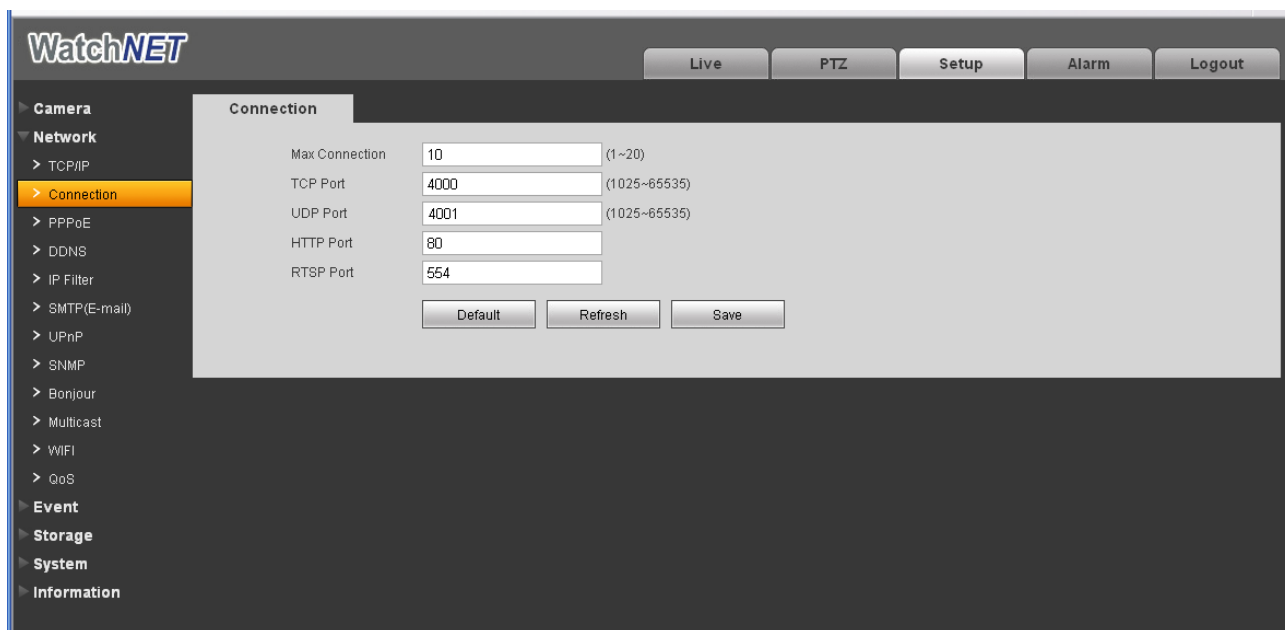 WatchNET
Live PTZ Setup Alarm Logout
Camera
Network
> TCP/IP
> Connection
> PPPoE
> DDNS
> IP Filter
> SMTP(E-mail)
> UPnP
> SNMP
> Bonjour
> Multicast
> WIFI
> QoS
Event
Storage
System
Information
Connection
Max Connection 10 (1~20)
TCP Port 4000 (1025~65535)
UDP Port 4001 (1025~65535)
HTTP Port 80
RTSP Port 554
Default Refresh Save